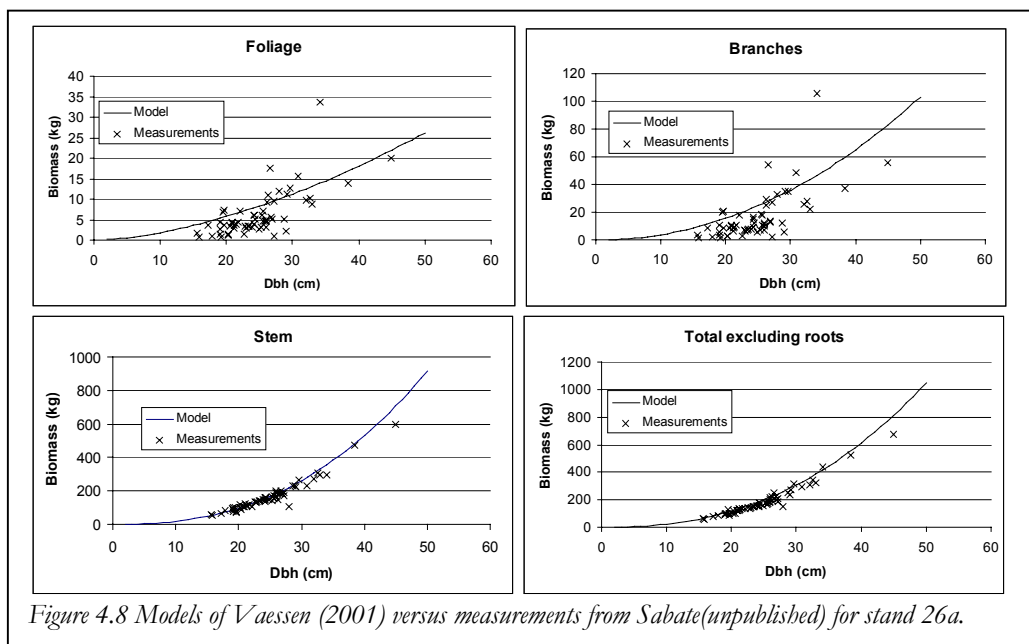 Foliage
40
35
30
25
20
15
10
5
0
Biomass (kg)
Model
Measurements
0 10 20 30 40 50 60
Dbh (cm)
Branches
120
100
80
60
40
20
0
Biomass (kg)
Model
Measurements
0 10 20 30 40 50 60
Dbh (cm)
Stem
1000
800
600
400
200
0
Biomass (kg)
Model
Measurements
0 10 20 30 40 50 60
Dbh (cm)
Total excluding roots
1200
1000
800
600
400
200
0
Biomass (kg)
Model
Measurements
0 10 20 30 40 50 60
Dbh (cm)
Figure 4.8 Models of Vaessen (2001) versus measurements from Sabate(unpublished) for stand 26a.